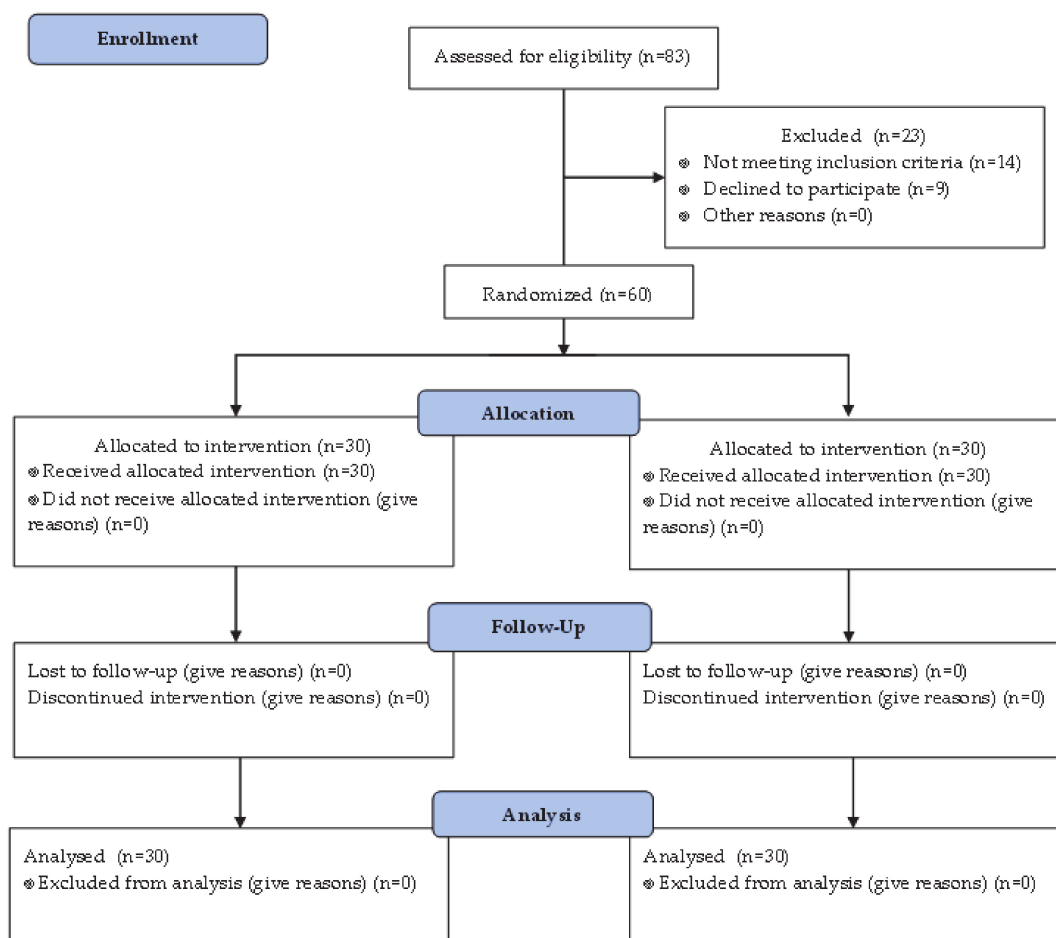 Enrollment
Assessed for eligibility (n=83)
Excluded (n=23)
Not meeting inclusion criteria (n=14)
Declined to participate (n=9)
Other reasons (n=0)
Randomized (n=60)
Allocation
Allocated to intervention (n=30)
Received allocated intervention (n=30)
Did not receive allocated intervention (give
reasons) (n=0)
Allocated to intervention (n=30)
Received allocated intervention (n=30)
Did not receive allocated intervention (give
reasons) (n=0)
Follow-Up
Lost to follow-up (give reasons) (n=0)
Discontinued intervention (give reasons) (n=0)
Lost to follow-up (give reasons) (n=0)
Discontinued intervention (give reasons) (n=0)
Analysis
Analysed (n=30)
Excluded from analysis (give reasons) (n=0)
Analysed (n=30)
Excluded from analysis (give reasons) (n=0)